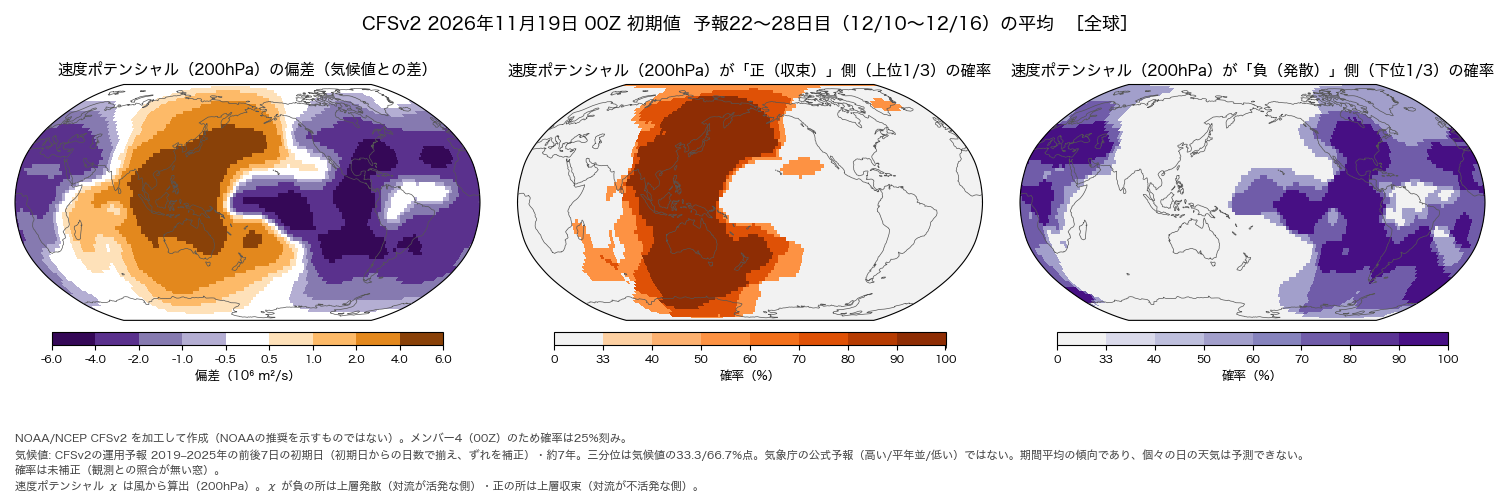 CFSv2 2026年11月19日 00Z 初期値  予報22～28日目（12/10～12/16）の平均  ［全球］
速度ポテンシャル（200hPa）の偏差（気候値との差）
速度ポテンシャル（200hPa）が「正（収束）」側（上位1/3）の確率
速度ポテンシャル（200hPa）が「負（発散）」側（下位1/3）の確率
-6.0 -4.0 -2.0 -1.0 -0.5 0.5 1.0 2.0 4.0 6.0
偏差（10⁶ m²/s）
0 33 40 50 60 70 80 90 100
確率（%）
0 33 40 50 60 70 80 90 100
確率（%）
NOAA/NCEP CFSv2 を加工して作成（NOAAの推奨を示すものではない）。メンバー4（00Z）のため確率は25%刻み。
気候値: CFSv2の運用予報 2019–2025年の前後7日の初期日（初期日からの日数で揃え、ずれを補正）・約7年。三分位は気候値の33.3/66.7%点。気象庁の公式予報（高い/平年並/低い）ではない。期間平均の傾向であり、個々の日の天気は予測できない。
確率は未補正（観測との照合が無い窓）。
速度ポテンシャル χ は風から算出（200hPa）。χ が負の所は上層発散（対流が活発な側）・正の所は上層収束（対流が不活発な側）。